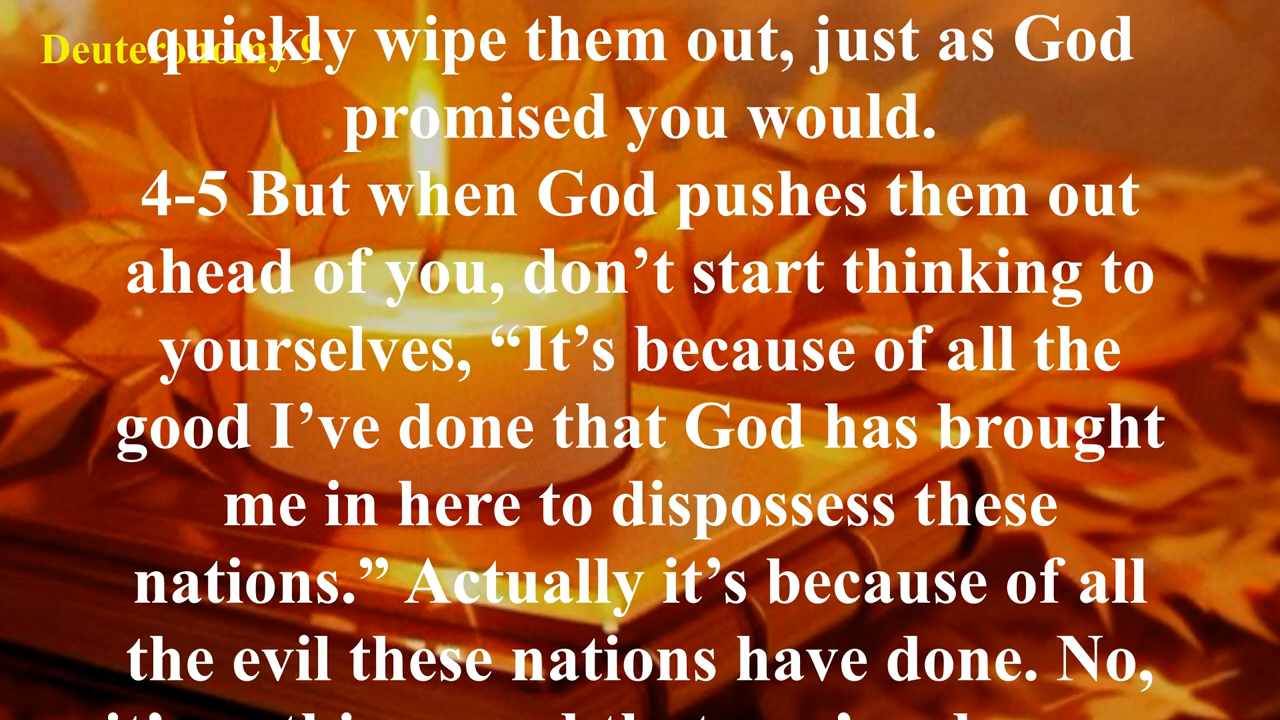 Deuteronomy 9
quickly wipe them out, just as God
promised you would.
4-5 But when God pushes them out
ahead of you, don’t start thinking to
yourselves, “It’s because of all the
good I’ve done that God has brought
me in here to dispossess these
nations.” Actually it’s because of all
the evil these nations have done. No,